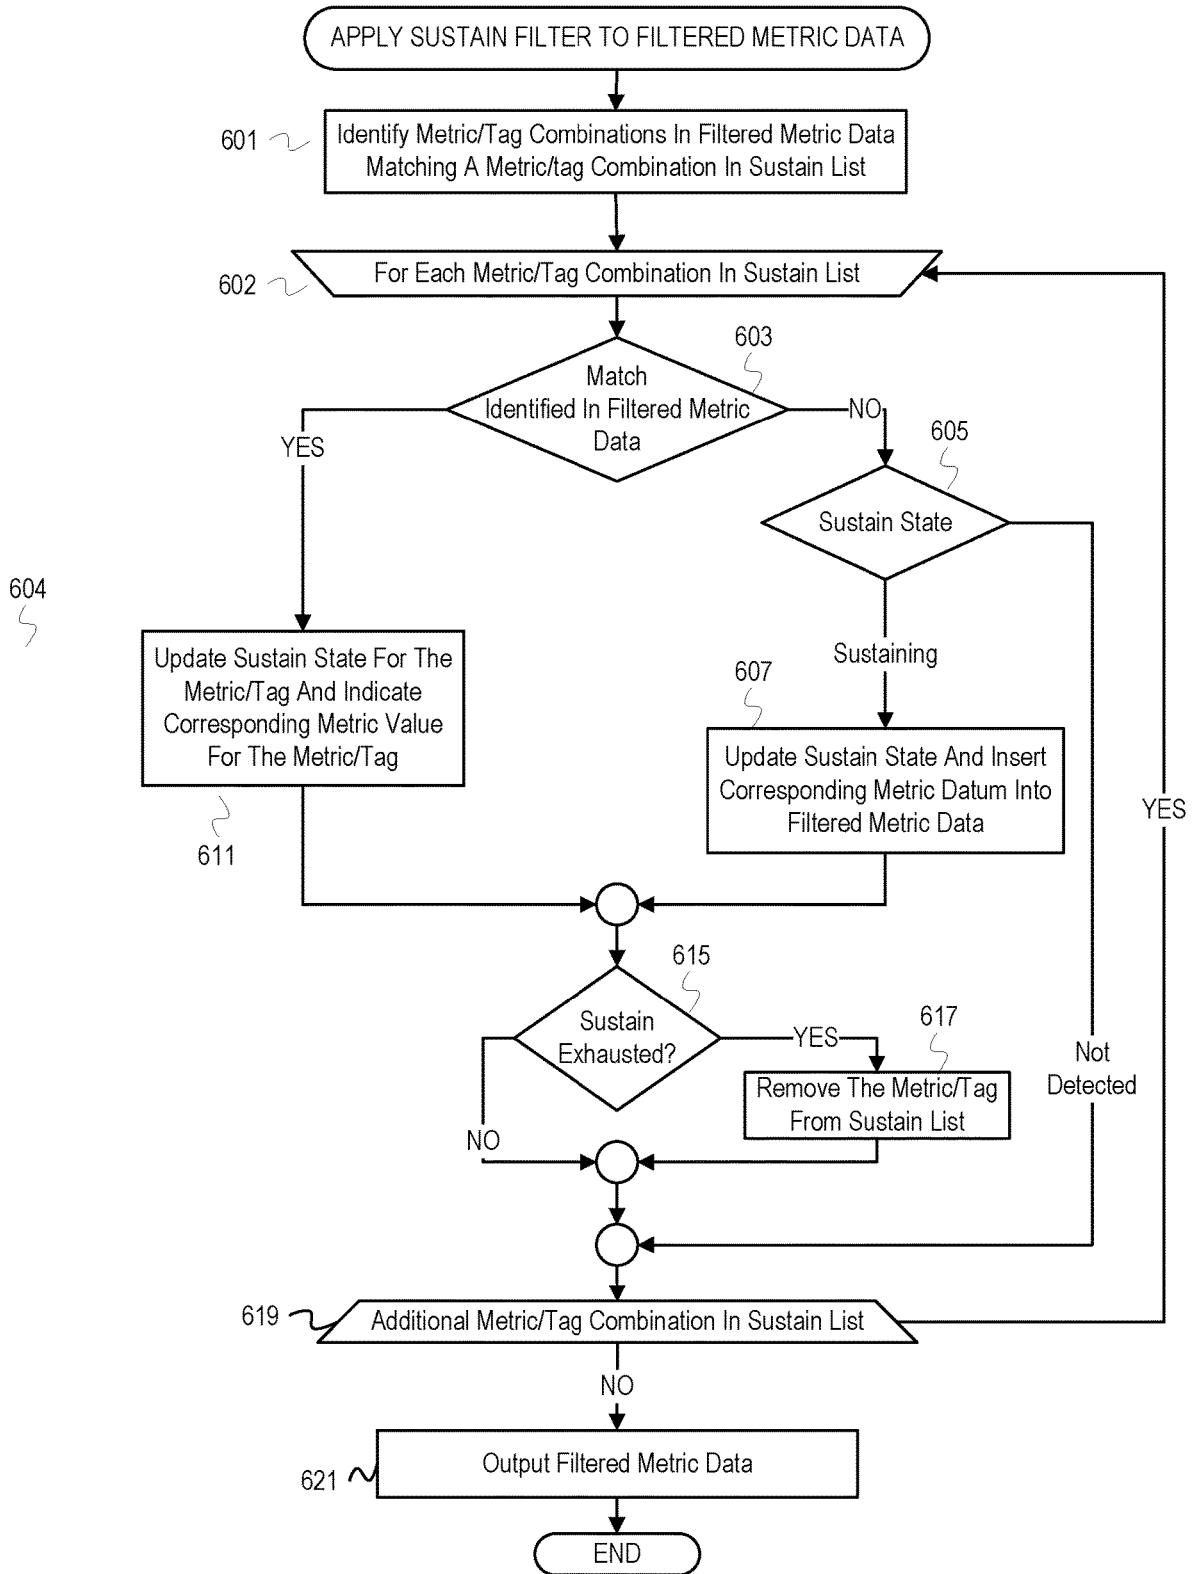 APPLY SUSTAIN FILTER TO FILTERED METRIC DATA
601
Identify Metric/Tag Combinations In Filtered Metric Data
Matching A Metric/tag Combination In Sustain List
602
For Each Metric/Tag Combination In Sustain List
603
Match
Identified In Filtered Metric
Data
YES
NO
605
Sustain State
604
Update Sustain State For The
Metric/Tag And Indicate
Corresponding Metric Value
For The Metric/Tag
611
Sustaining
607
Update Sustain State And Insert
Corresponding Metric Datum Into
Filtered Metric Data
YES
615
Sustain
Exhausted?
YES
617
Remove The Metric/Tag
From Sustain List
Not
Detected
NO
619
Additional Metric/Tag Combination In Sustain List
NO
621
Output Filtered Metric Data
END